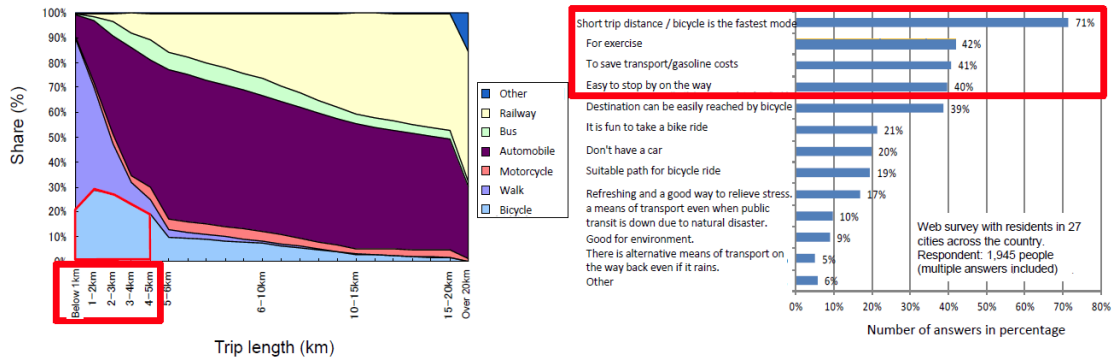 Share (%)
100%
90%
80%
70%
60%
50%
40%
30%
20%
10%
0%
Below 1km
1-2km
2-3km
3-4km
4-5km
5-6km
6-10km
10-15km
15-20km
Over 20km
Trip length (km)
Other
Railway
Bus
Automobile
Motorcycle
Walk
Bicycle
Short trip distance / bicycle is the fastest mode 71%
For exercise 42%
To save transport/gasoline costs 41%
Easy to stop by on the way 40%
Destination can be easily reached by bicycle 39%
It is fun to take a bike ride 21%
Don't have a car 20%
Suitable path for bicycle ride 19%
Refreshing and a good way to relieve stress. 17%
a means of transport even when public
transit is down due to natural disaster. 10%
Good for environment. 9%
There is alternative means of transport on
the way back even if it rains. 5%
Other 6%
Web survey with residents in 27
cities across the country.
Respondent: 1,945 people
(multiple answers included)
0% 10% 20% 30% 40% 50% 60% 70% 80%
Number of answers in percentage